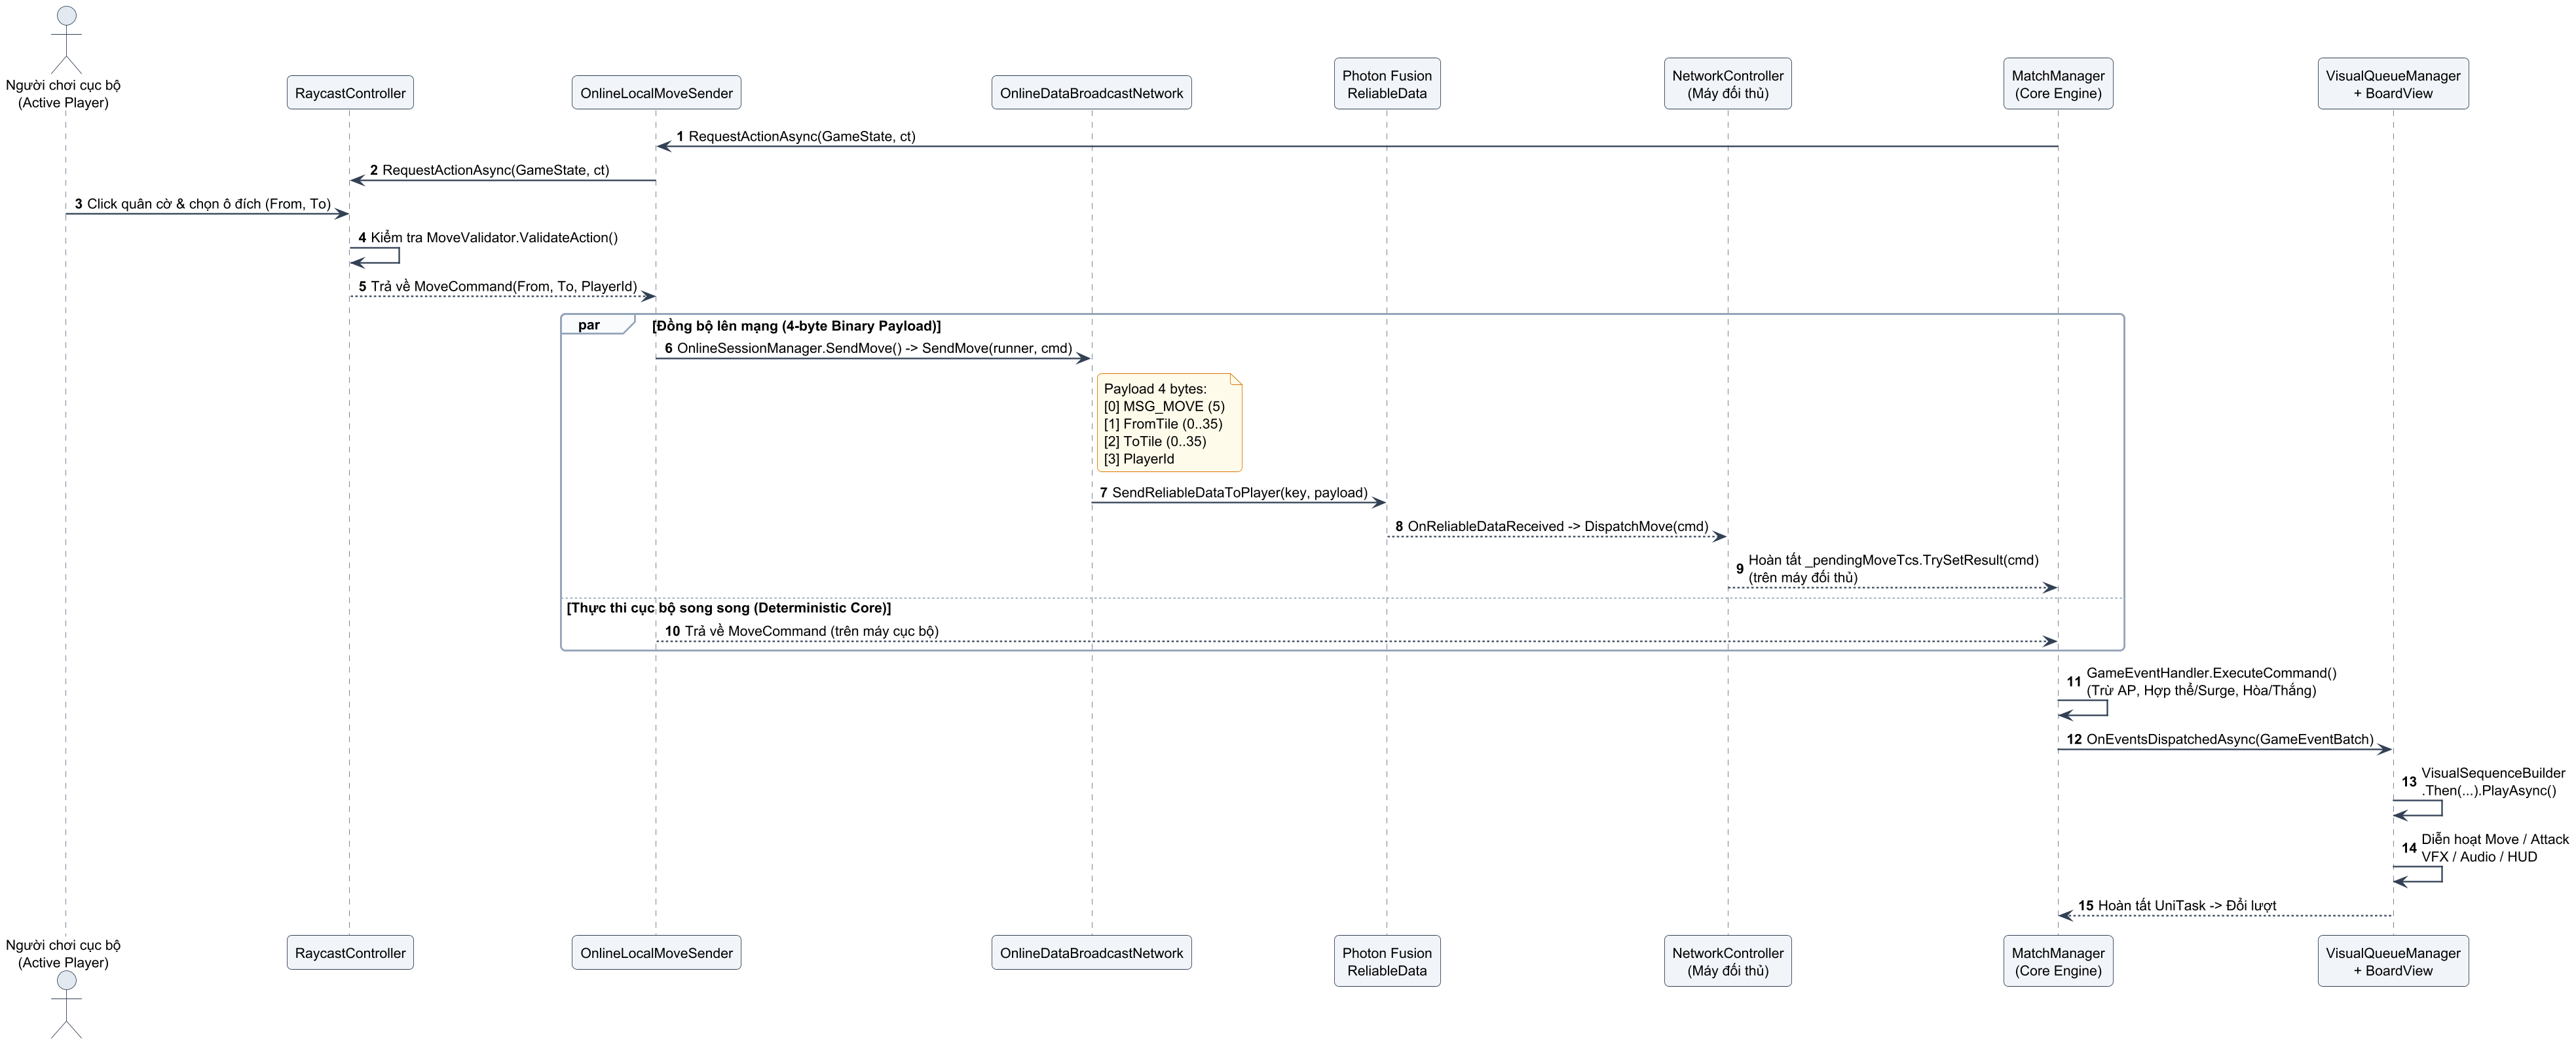 Người chơi cục bộ
(Active Player)
RaycastController
OnlineLocalMoveSender
OnlineDataBroadcastNetwork
Photon Fusion
ReliableData
NetworkController
(Máy đối thủ)
MatchManager
(Core Engine)
VisualQueueManager
+ BoardView
1 RequestActionAsync(GameState, ct)
2 RequestActionAsync(GameState, ct)
3 Click quân cờ & chọn ô đích (From, To)
4 Kiểm tra MoveValidator.ValidateAction()
5 Trả về MoveCommand(From, To, PlayerId)
par [Đồng bộ lên mạng (4-byte Binary Payload)]
6 OnlineSessionManager.SendMove() -> SendMove(runner, cmd)
Payload 4 bytes:
[0] MSG_MOVE (5)
[1] FromTile (0..35)
[2] ToTile (0..35)
[3] PlayerId
7 SendReliableDataToPlayer(key, payload)
8 OnReliableDataReceived -> DispatchMove(cmd)
9 Hoàn tất _pendingMoveTcs.TrySetResult(cmd)
(trên máy đối thủ)
[Thực thi cục bộ song song (Deterministic Core)]
10 Trả về MoveCommand (trên máy cục bộ)
11 GameEventHandler.ExecuteCommand()
(Trừ AP, Hợp thể/Surge, Hòa/Thắng)
12 OnEventsDispatchedAsync(GameEventBatch)
13 VisualSequenceBuilder
.Then(...).PlayAsync()
14 Diễn hoạt Move / Attack
VFX / Audio / HUD
15 Hoàn tất UniTask -> Đổi lượt
Người chơi cục bộ
(Active Player)
RaycastController
OnlineLocalMoveSender
OnlineDataBroadcastNetwork
Photon Fusion
ReliableData
NetworkController
(Máy đối thủ)
MatchManager
(Core Engine)
VisualQueueManager
+ BoardView